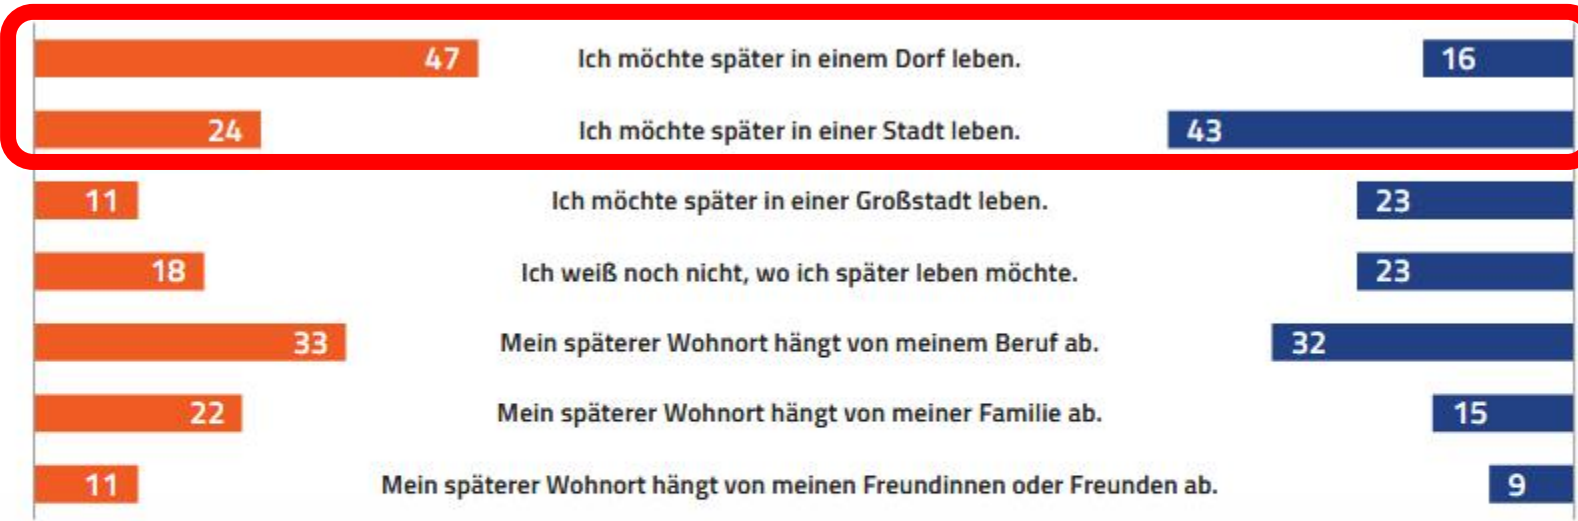 47 Ich möchte später in einem Dorf leben. 16
24 Ich möchte später in einer Stadt leben. 43
11 Ich möchte später in einer Großstadt leben. 23
18 Ich weiß noch nicht, wo ich später leben möchte. 23
33 Mein späterer Wohnort hängt von meinem Beruf ab. 32
22 Mein späterer Wohnort hängt von meiner Familie ab. 15
11 Mein späterer Wohnort hängt von meinen Freundinnen oder Freunden ab. 9